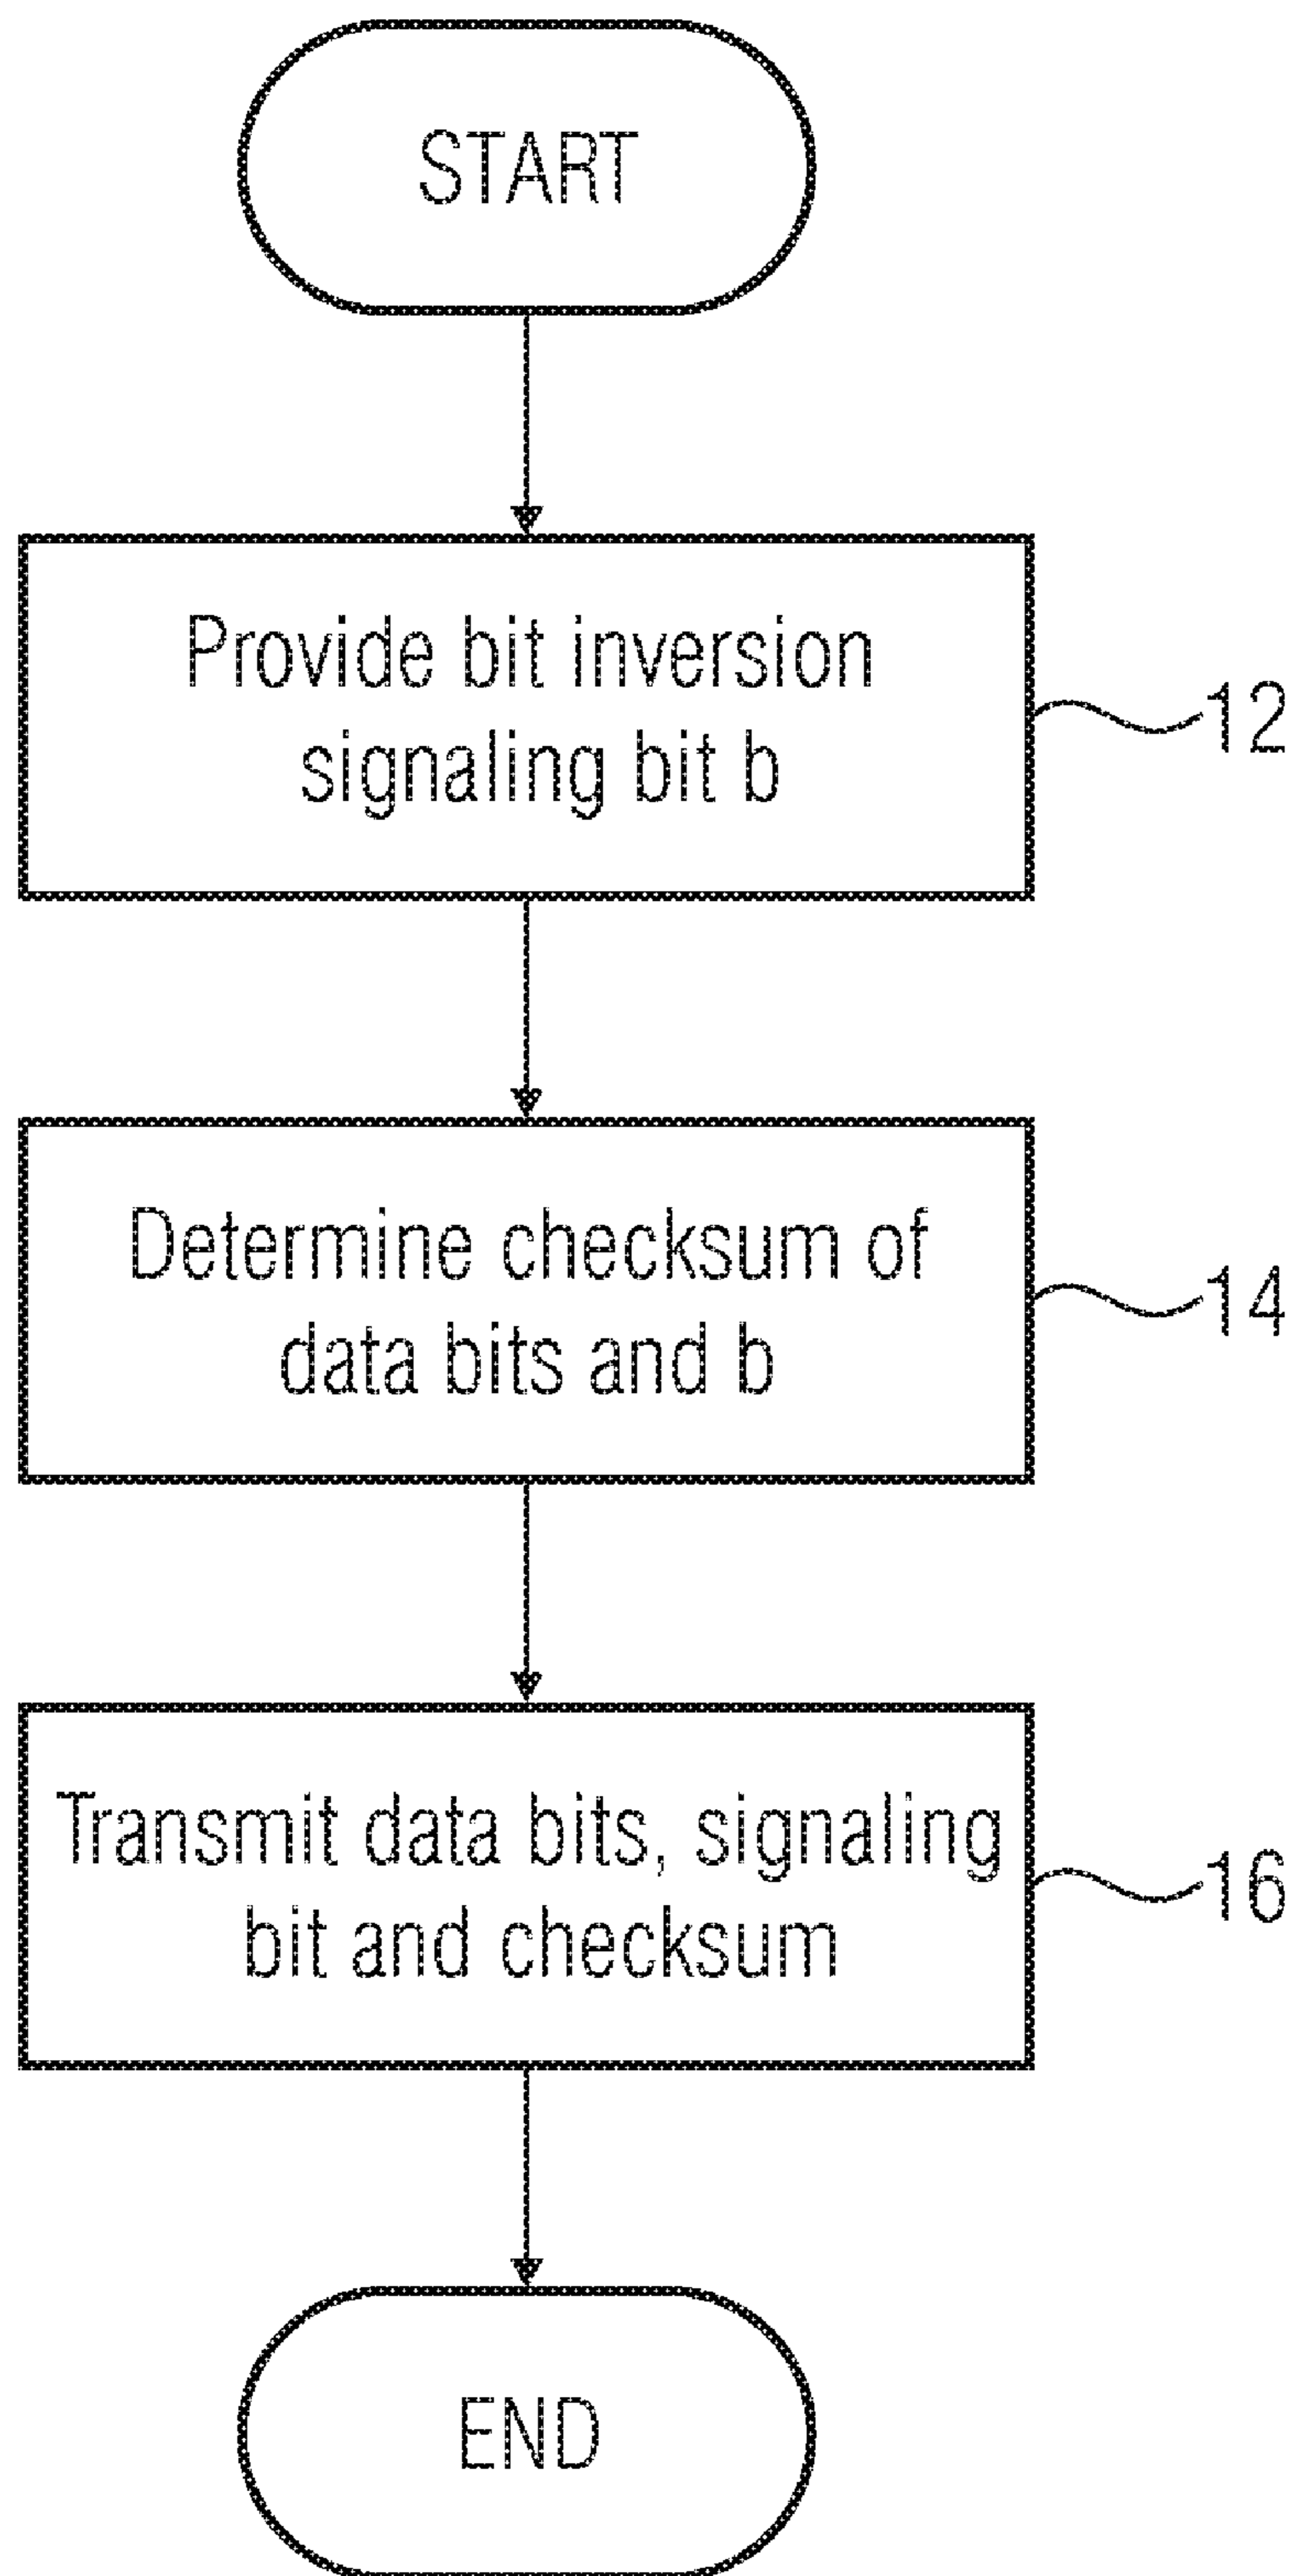 START
Provide bit inversion
signaling bit b
12
Determine checksum of
data bits and b
14
Transmit data bits, signaling
bit and checksum
16
END